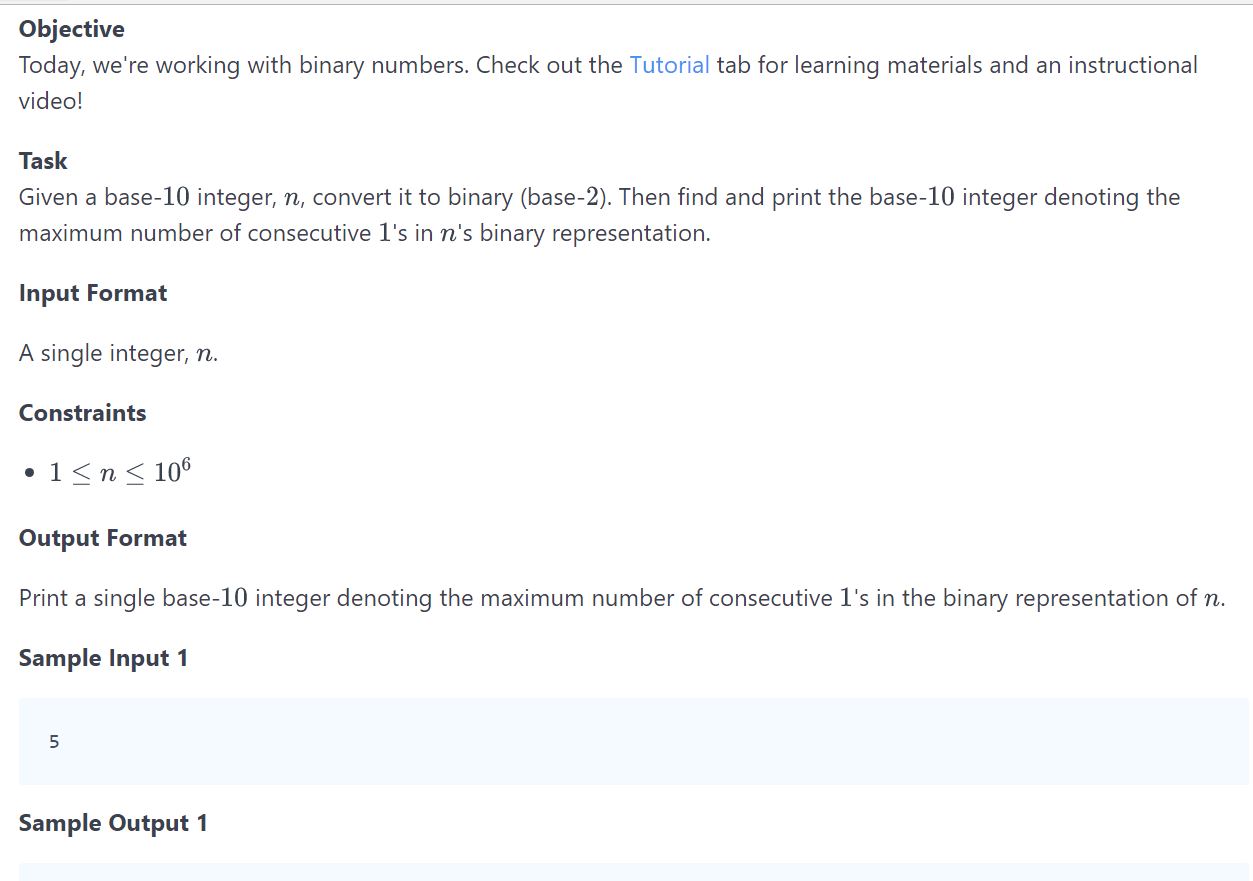 Objective
Today, we're working with binary numbers. Check out the Tutorial tab for learning materials and an instructional
video!
Task
Given a base-10 integer, n, convert it to binary (base-2). Then find and print the base-10 integer denoting the
maximum number of consecutive 1's in n's binary representation.
Input Format
A single integer, n.
Constraints
• 1 ≤ n ≤ 10⁶
Output Format
Print a single base-10 integer denoting the maximum number of consecutive 1's in the binary representation of n.
Sample Input 1
5
Sample Output 1